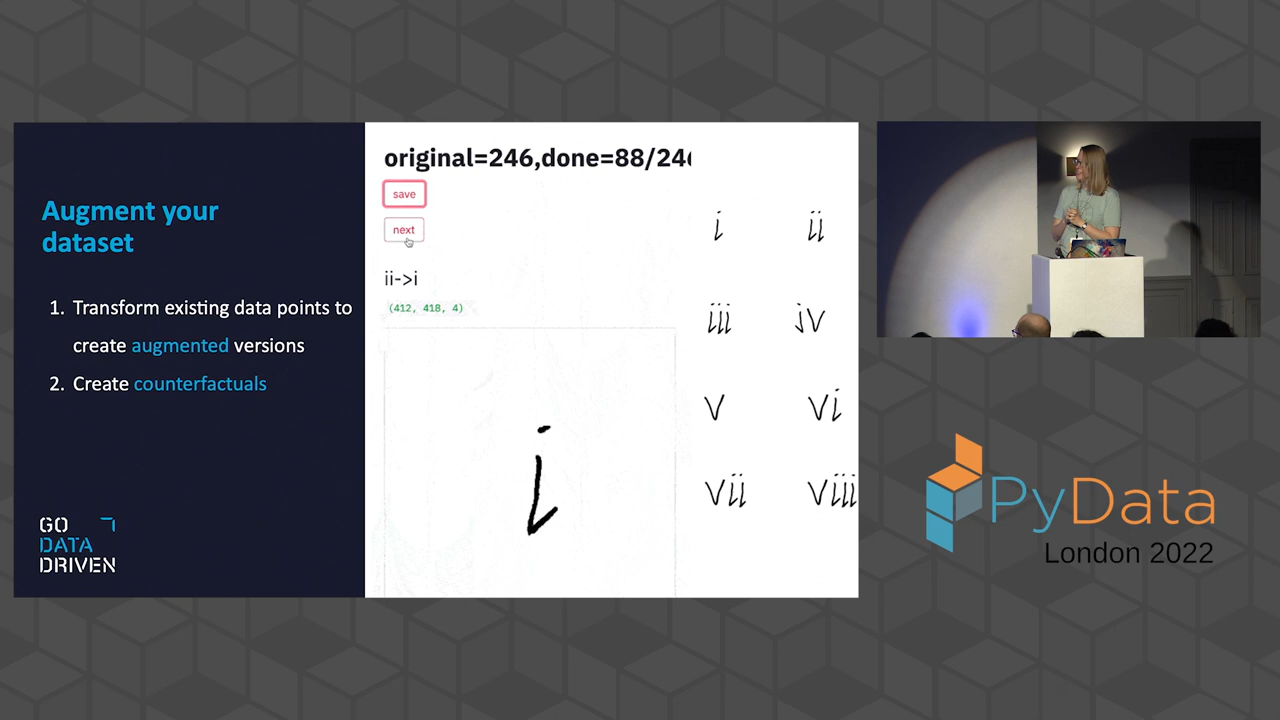 Augment your
dataset
1. Transform existing data points to
create augmented versions
2. Create counterfactuals
GO
DATA
DRIVEN
original=246,done=88/246
save
next
ii->i
(412, 418, 4)
i
i ii
iii iv
v vi
vii viii
PyData
London 2022